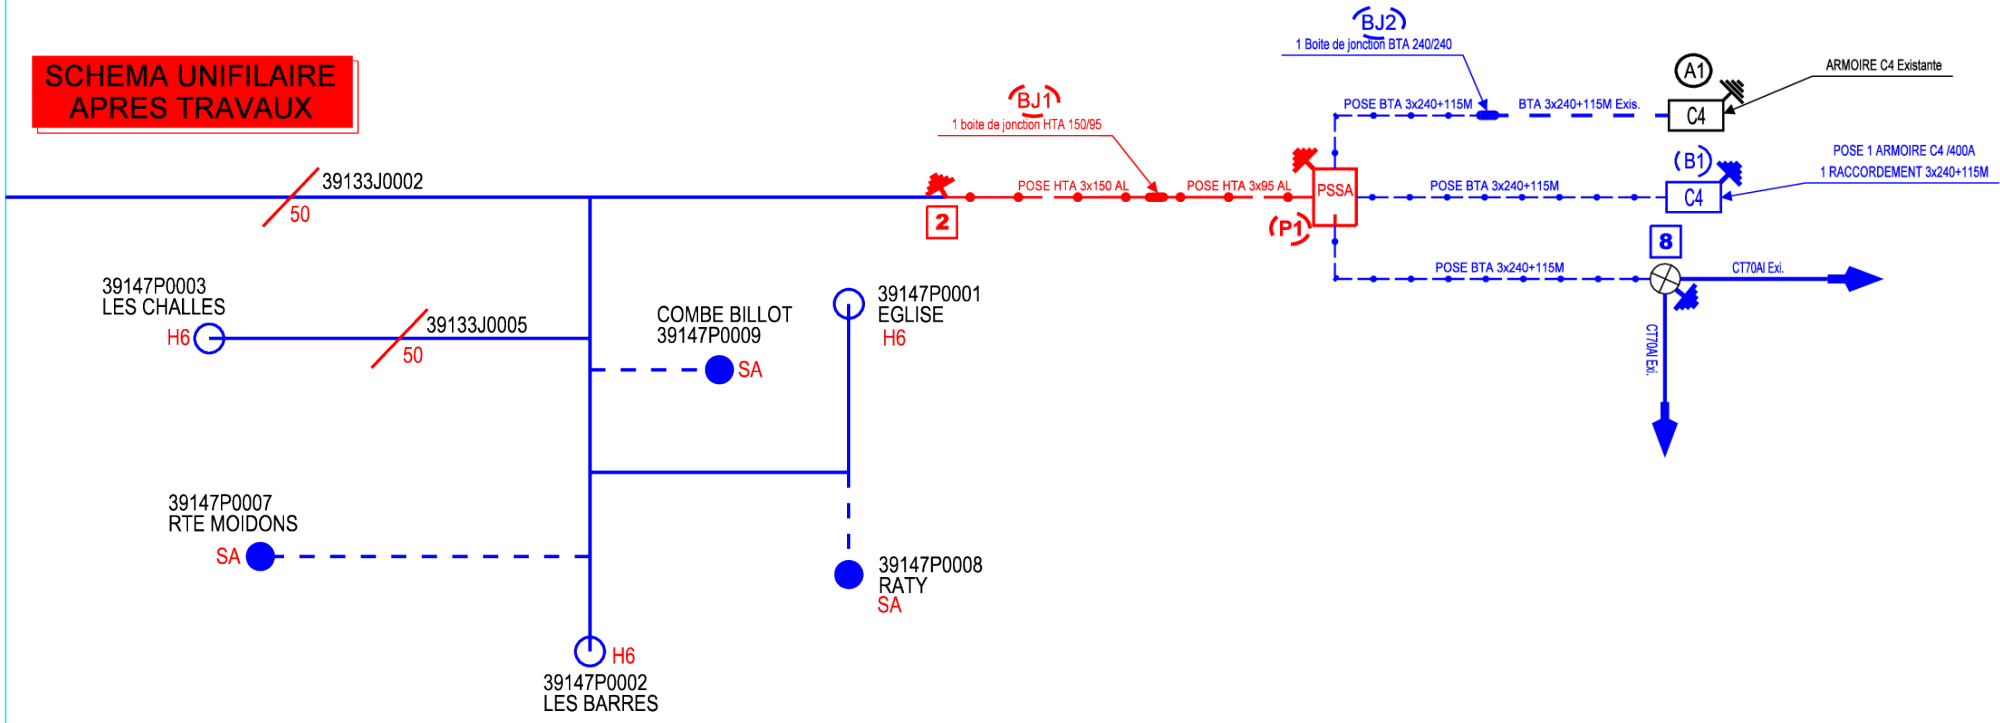 SCHEMA UNIFILAIRE
APRES TRAVAUX
39133J0002
50
39147P0003
LES CHALLES
H6
39133J0005
50
COMBE BILLOT
39147P0009
SA
39147P0001
EGLISE
H6
39147P0007
RTE MOIDONS
SA
39147P0008
RATY
SA
H6
39147P0002
LES BARRES
2
BJ1
1 boite de jonction HTA 150/95
POSE HTA 3x150 AL
POSE HTA 3x95 AL
PSSA
P1
BJ2
1 Boite de jonction BTA 240/240
POSE BTA 3x240+115M
BTA 3x240+115M Exis.
A1
C4
ARMOIRE C4 Existante
POSE BTA 3x240+115M
B1
C4
POSE 1 ARMOIRE C4 /400A
1 RACCORDEMENT 3x240+115M
POSE BTA 3x240+115M
8
CT70Al Exi.
CT70Al Exi.